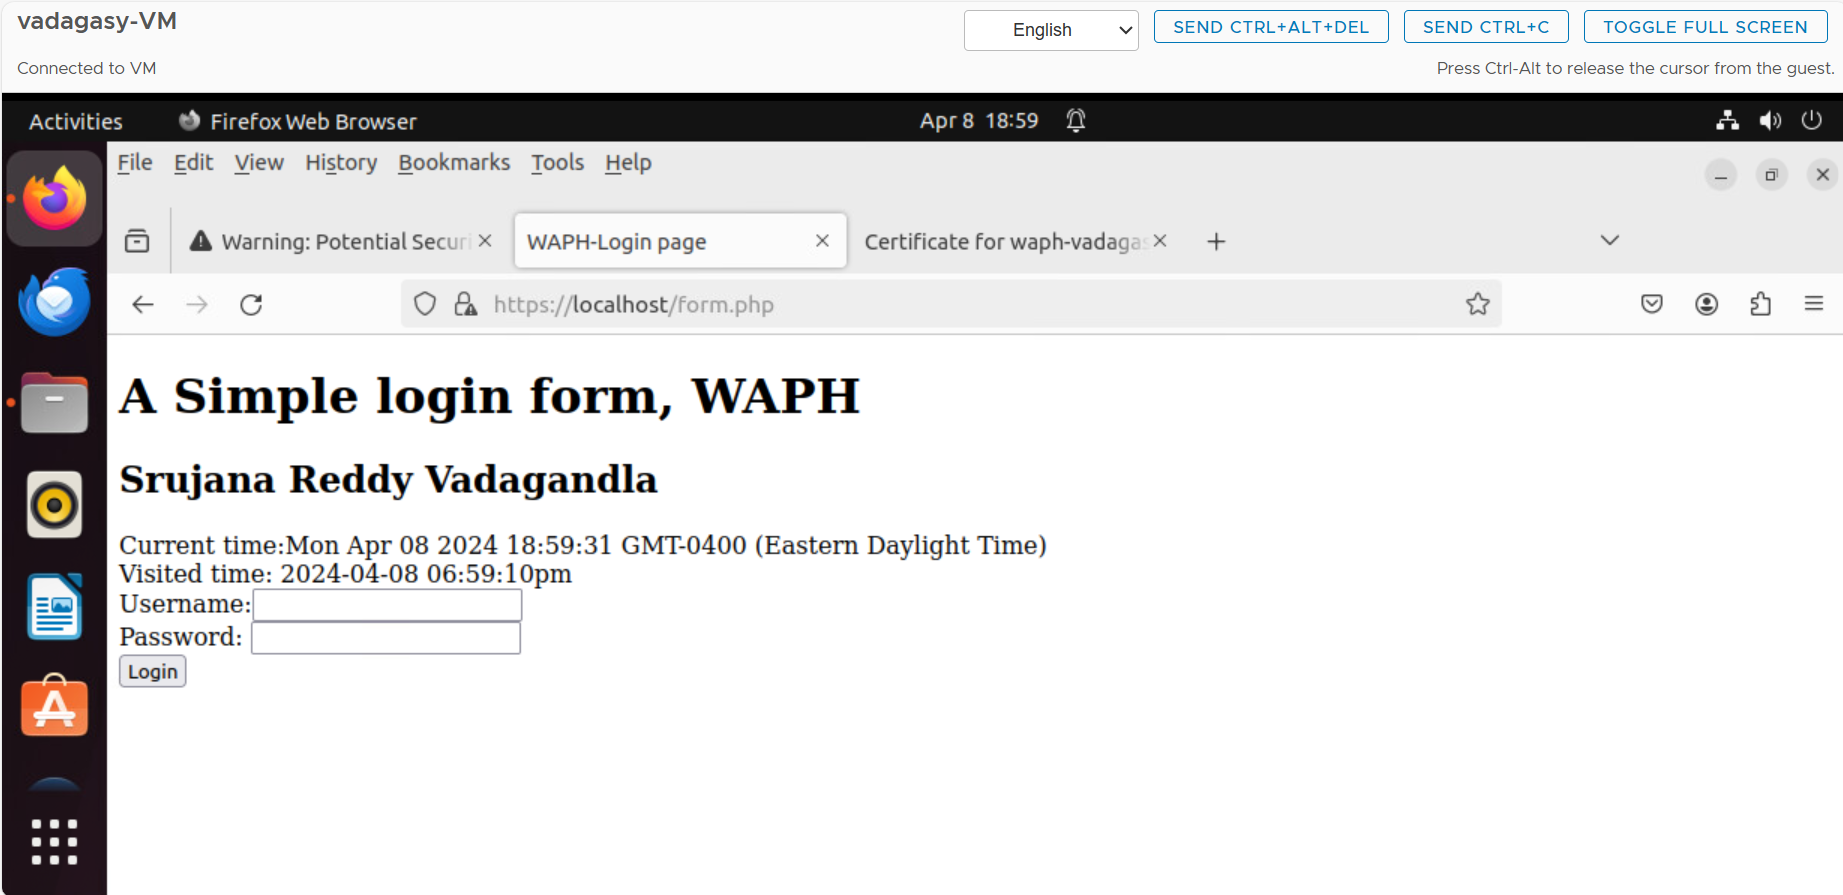 vadagasy-VM
English
SEND CTRL+ALT+DEL
SEND CTRL+C
TOGGLE FULL SCREEN
Connected to VM
Press Ctrl-Alt to release the cursor from the guest.
Activities
Firefox Web Browser
Apr 8 18:59
File Edit View History Bookmarks Tools Help
Warning: Potential Securi
WAPH-Login page
Certificate for waph-vadagas
https://localhost/form.php
A Simple login form, WAPH
Srujana Reddy Vadagandla
Current time:Mon Apr 08 2024 18:59:31 GMT-0400 (Eastern Daylight Time)
Visited time: 2024-04-08 06:59:10pm
Username:
Password:
Login